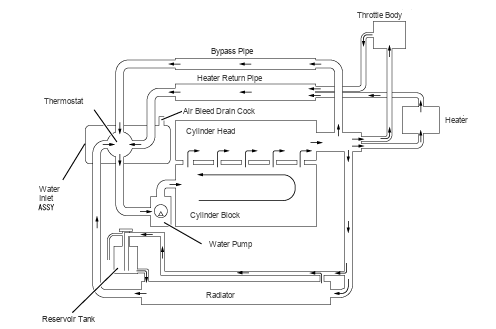 Throttle Body
Bypass Pipe
Heater Return Pipe
Thermostat
Air Bleed Drain Cock
Heater
Cylinder Head
Water
Inlet
ASSY
Cylinder Block
Water Pump
Radiator
Reservoir Tank